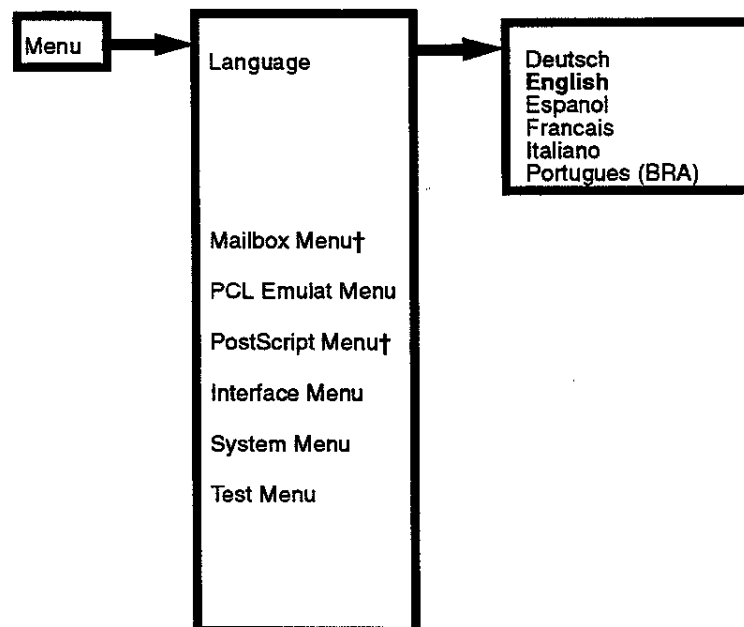 Menu
Language
Deutsch
English
Espanol
Francais
Italiano
Portugues (BRA)
Mailbox Menu†
PCL Emulat Menu
PostScript Menu†
Interface Menu
System Menu
Test Menu